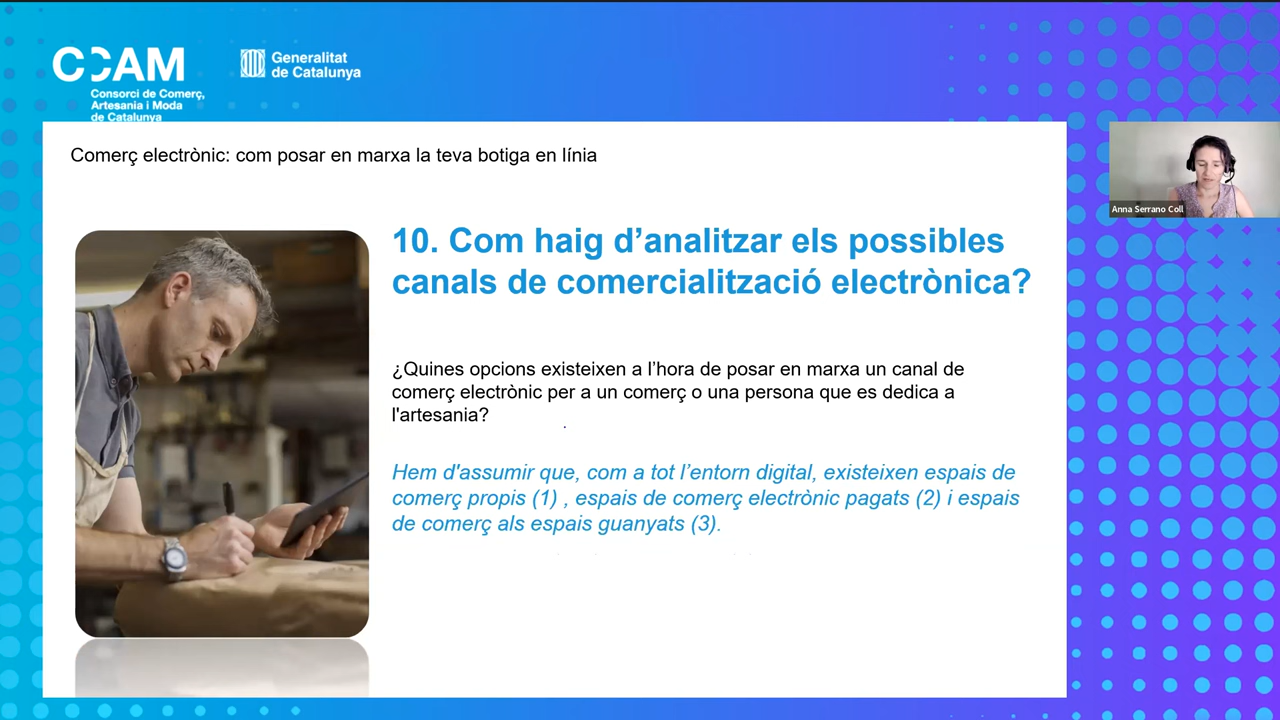 CCAM
Consorci de Comerç,
Artesania i Moda
de Catalunya
Generalitat
de Catalunya
Comerç electrònic: com posar en marxa la teva botiga en línia
Anna Serrano Coll
10. Com haig d’analitzar els possibles
canals de comercialització electrònica?
¿Quines opcions existeixen a l’hora de posar en marxa un canal de
comerç electrònic per a un comerç o una persona que es dedica a
l'artesania?
Hem d'assumir que, com a tot l’entorn digital, existeixen espais de
comerç propis (1) , espais de comerç electrònic pagats (2) i espais
de comerç als espais guanyats (3).